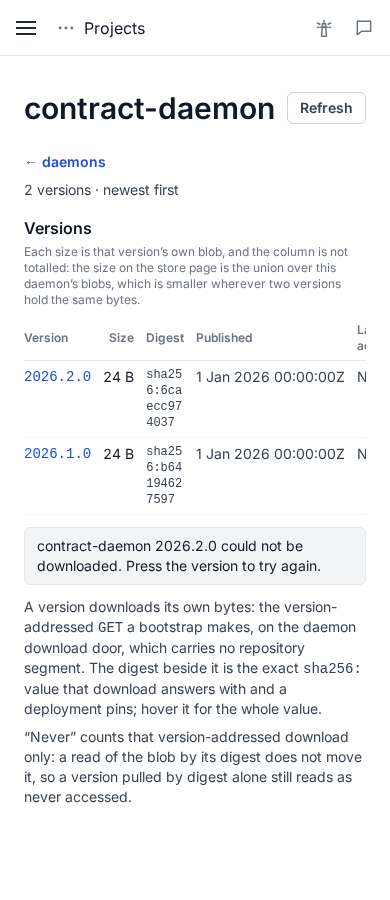 Projects
contract-daemon
Refresh
← daemons
2 versions · newest first
Versions
Each size is that version’s own blob, and the column is not
totalled: the size on the store page is the union over this
daemon’s blobs, which is smaller wherever two versions
hold the same bytes.
Version Size Digest Published
2026.2.0 24 B sha25 1 Jan 2026 00:00:00Z
6:6ca
ecc97
4037
2026.1.0 24 B sha25 1 Jan 2026 00:00:00Z
6:b64
19462
7597
contract-daemon 2026.2.0 could not be
downloaded. Press the version to try again.
A version downloads its own bytes: the version-
addressed GET a bootstrap makes, on the daemon
download door, which carries no repository
segment. The digest beside it is the exact sha256:
value that download answers with and a
deployment pins; hover it for the whole value.
“Never” counts that version-addressed download
only: a read of the blob by its digest does not move
it, so a version pulled by digest alone still reads as
never accessed.